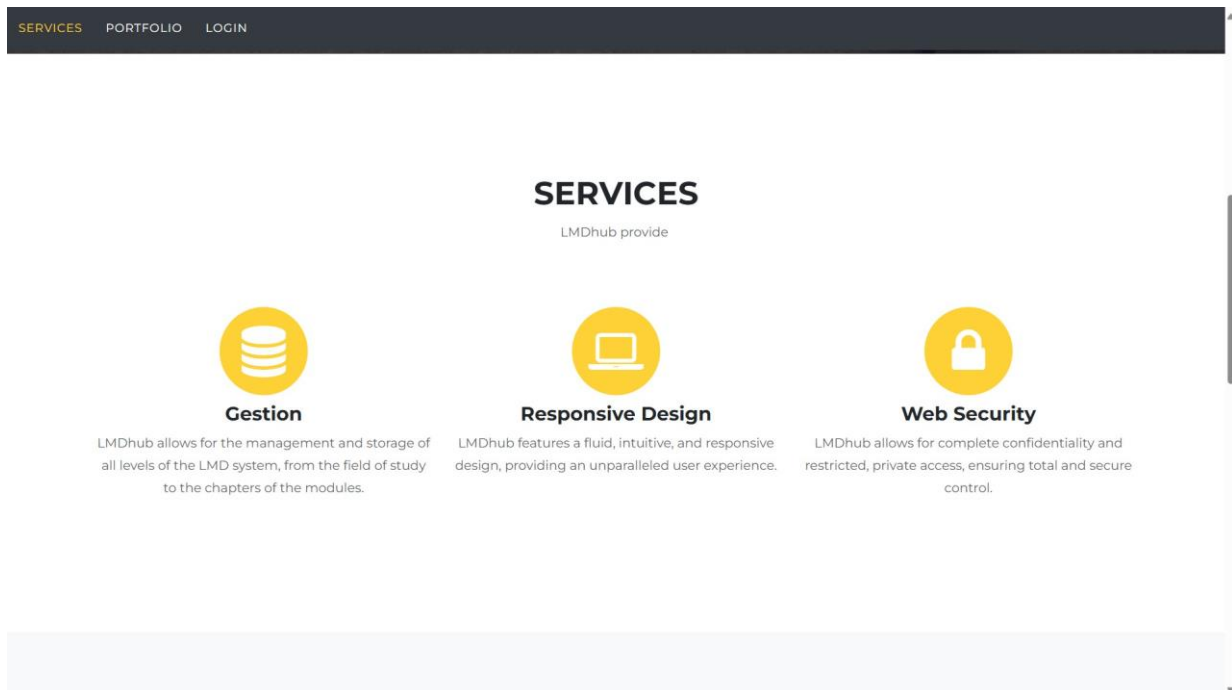 SERVICES PORTFOLIO LOGIN
SERVICES
LMDhub provide
Gestion
LMDhub allows for the management and storage of
all levels of the LMD system, from the field of study
to the chapters of the modules.
Responsive Design
LMDhub features a fluid, intuitive, and responsive
design, providing an unparalleled user experience.
Web Security
LMDhub allows for complete confidentiality and
restricted, private access, ensuring total and secure
control.